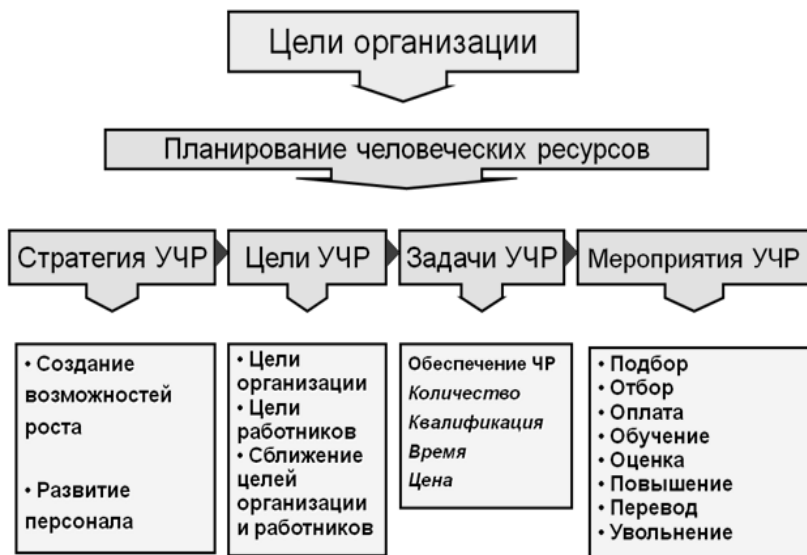 Цели организации
Планирование человеческих ресурсов
Стратегия УЧР
Цели УЧР
Задачи УЧР
Мероприятия УЧР
• Создание
возможностей
роста
• Развитие
персонала
• Цели
организации
• Цели
работников
• Сближение
целей
организации
и работников
Обеспечение ЧР
Количество
Квалификация
Время
Цена
• Подбор
• Отбор
• Оплата
• Обучение
• Оценка
• Повышение
• Перевод
• Увольнение